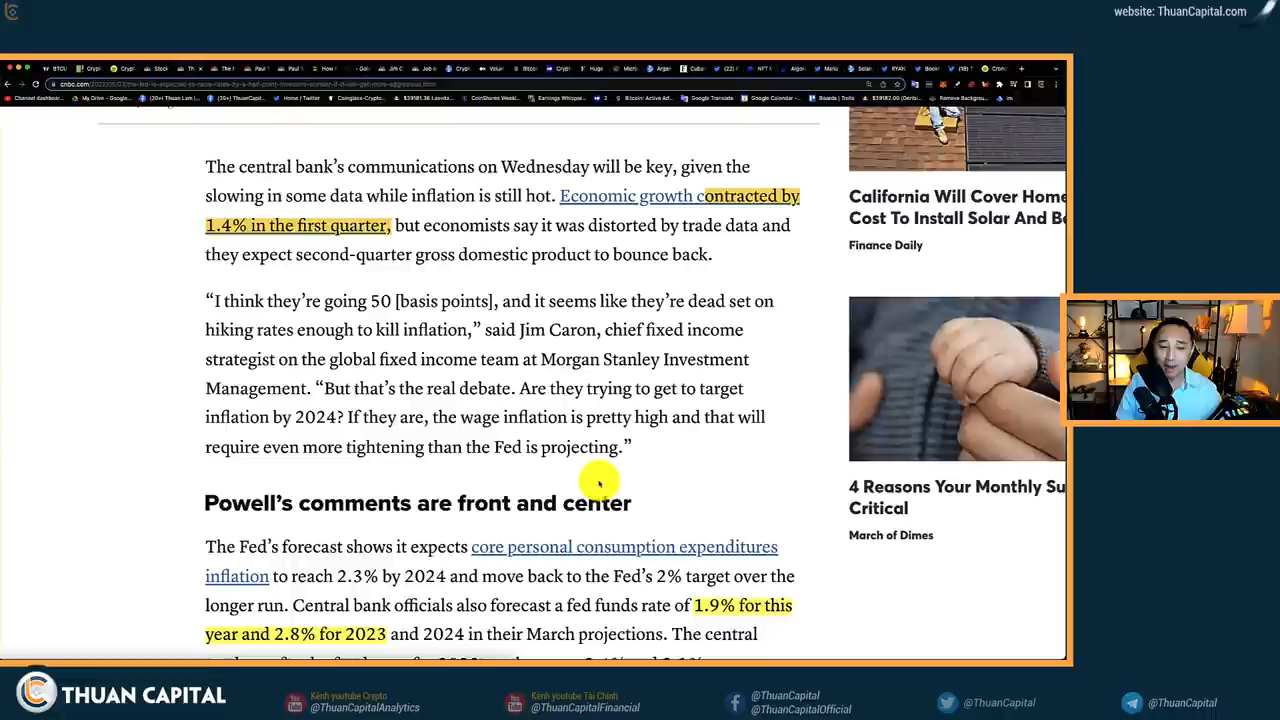 website: ThuanCapital.com
The central bank's communications on Wednesday will be key, given the
slowing in some data while inflation is still hot. Economic growth contracted by
1.4% in the first quarter, but economists say it was distorted by trade data and
they expect second-quarter gross domestic product to bounce back.
“I think they're going 50 [basis points], and it seems like they're dead set on
hiking rates enough to kill inflation,” said Jim Caron, chief fixed income
strategist on the global fixed income team at Morgan Stanley Investment
Management. “But that's the real debate. Are they trying to get to target
inflation by 2024? If they are, the wage inflation is pretty high and that will
require even more tightening than the Fed is projecting.”
Powell's comments are front and center
The Fed's forecast shows it expects core personal consumption expenditures
inflation to reach 2.3% by 2024 and move back to the Fed's 2% target over the
longer run. Central bank officials also forecast a fed funds rate of 1.9% for this
year and 2.8% for 2023 and 2024 in their March projections. The central
California Will Cover Home
Cost To Install Solar And Ba
Finance Daily
4 Reasons Your Monthly Su
Critical
March of Dimes
THUAN CAPITAL
Kênh youtube Crypto
@ThuanCapitalAnalytics
Kênh youtube Tài Chính
@ThuanCapitalFinancial
@ThuanCapital
@ThuanCapitalOfficial
@ThuanCapital
@ThuanCapital